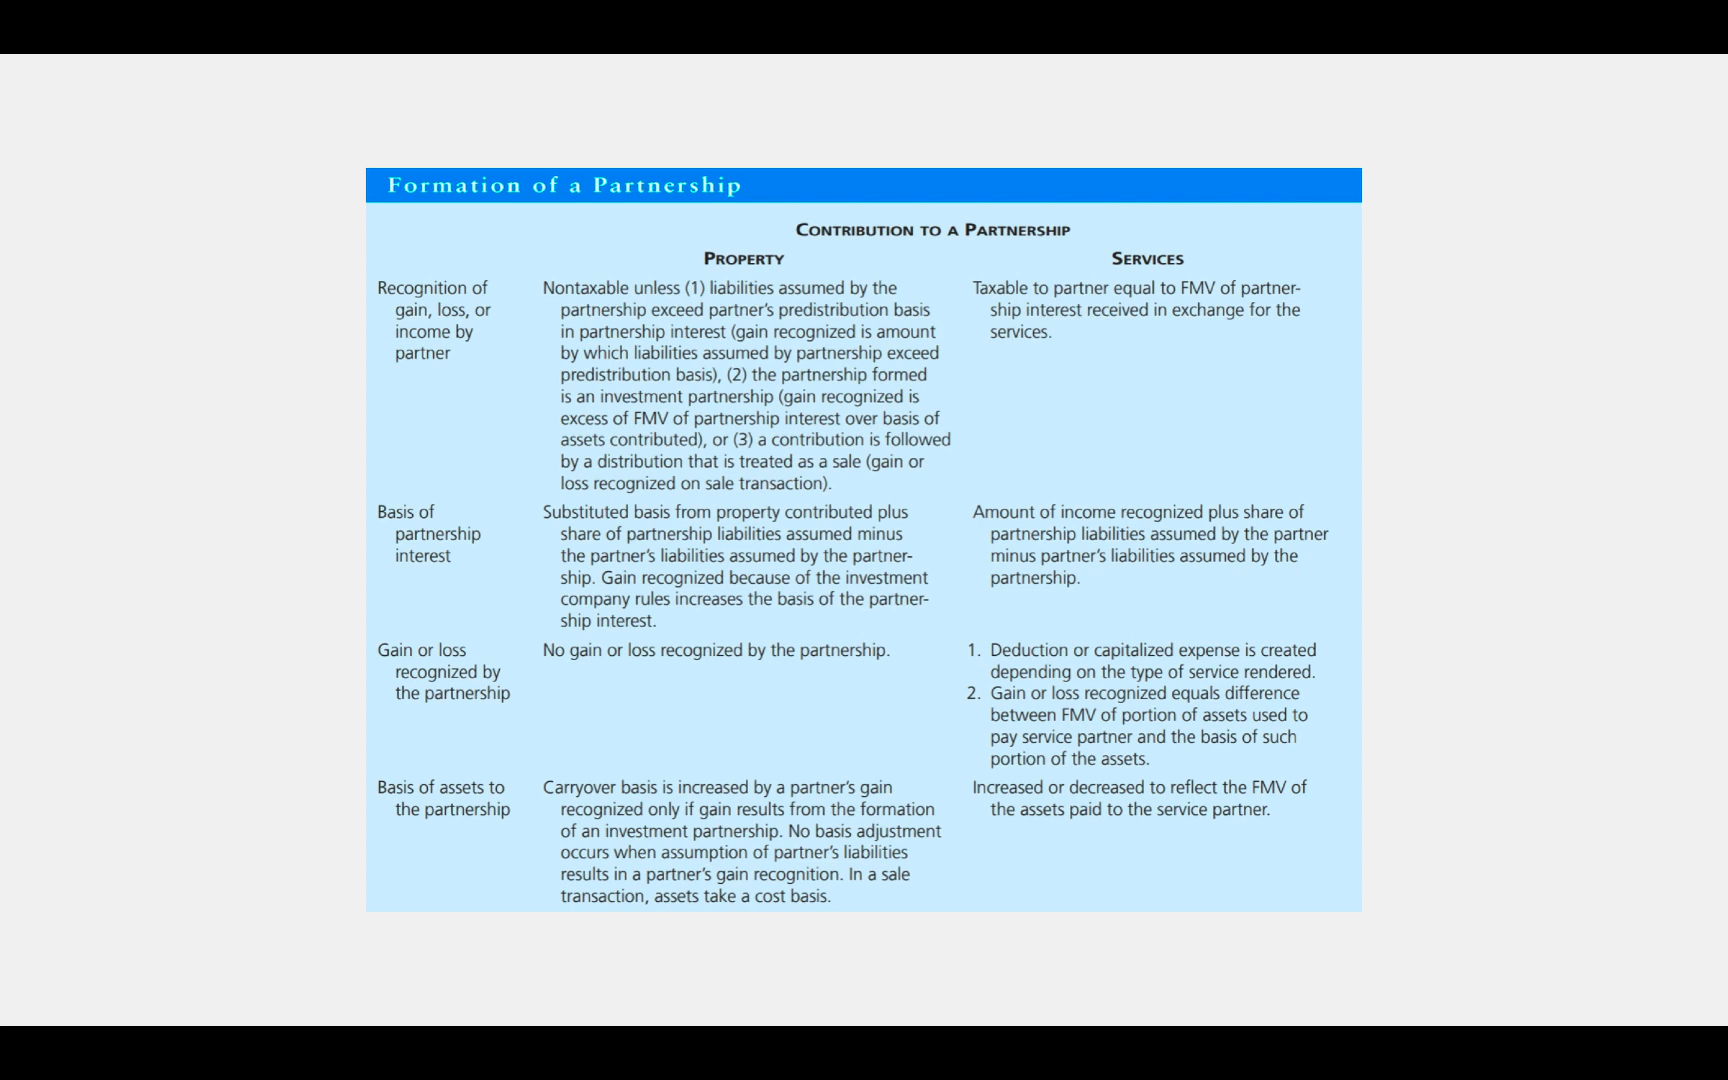 Formation of a Partnership
CONTRIBUTION TO A PARTNERSHIP
PROPERTY
SERVICES
Recognition of
gain, loss, or
income by
partner
Nontaxable unless (1) liabilities assumed by the
partnership exceed partner's predistribution basis
in partnership interest (gain recognized is amount
by which liabilities assumed by partnership exceed
predistribution basis), (2) the partnership formed
is an investment partnership (gain recognized is
excess of FMV of partnership interest over basis of
assets contributed), or (3) a contribution is followed
by a distribution that is treated as a sale (gain or
loss recognized on sale transaction).
Taxable to partner equal to FMV of partner-
ship interest received in exchange for the
services.
Basis of
partnership
interest
Substituted basis from property contributed plus
share of partnership liabilities assumed minus
the partner's liabilities assumed by the partner-
ship. Gain recognized because of the investment
company rules increases the basis of the partner-
ship interest.
Amount of income recognized plus share of
partnership liabilities assumed by the partner
minus partner's liabilities assumed by the
partnership.
Gain or loss
recognized by
the partnership
No gain or loss recognized by the partnership.
1. Deduction or capitalized expense is created
depending on the type of service rendered.
2. Gain or loss recognized equals difference
between FMV of portion of assets used to
pay service partner and the basis of such
portion of the assets.
Basis of assets to
the partnership
Carryover basis is increased by a partner's gain
recognized only if gain results from the formation
of an investment partnership. No basis adjustment
occurs when assumption of partner's liabilities
results in a partner's gain recognition. In a sale
transaction, assets take a cost basis.
Increased or decreased to reflect the FMV of
the assets paid to the service partner.